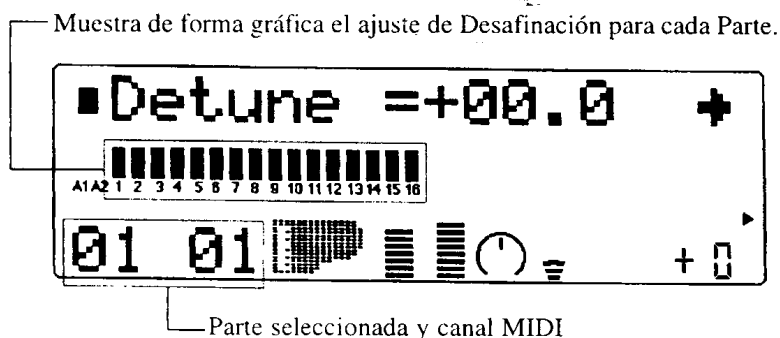 Muestra de forma gráfica el ajuste de Desafinación para cada Parte.
Detune =+00.0
A1 A2 1 2 3 4 5 6 7 8 9 10 11 12 13 14 15 16
01 01 + 0
Parte seleccionada y canal MIDI